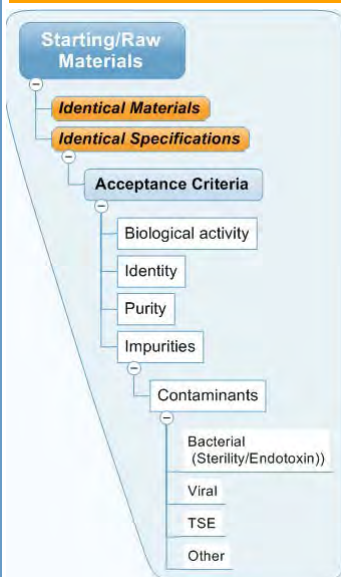 Starting/Raw
Materials
Identical Materials
Identical Specifications
Acceptance Criteria
Biological activity
Identity
Purity
Impurities
Contaminants
Bacterial
(Sterility/Endotoxin))
Viral
TSE
Other